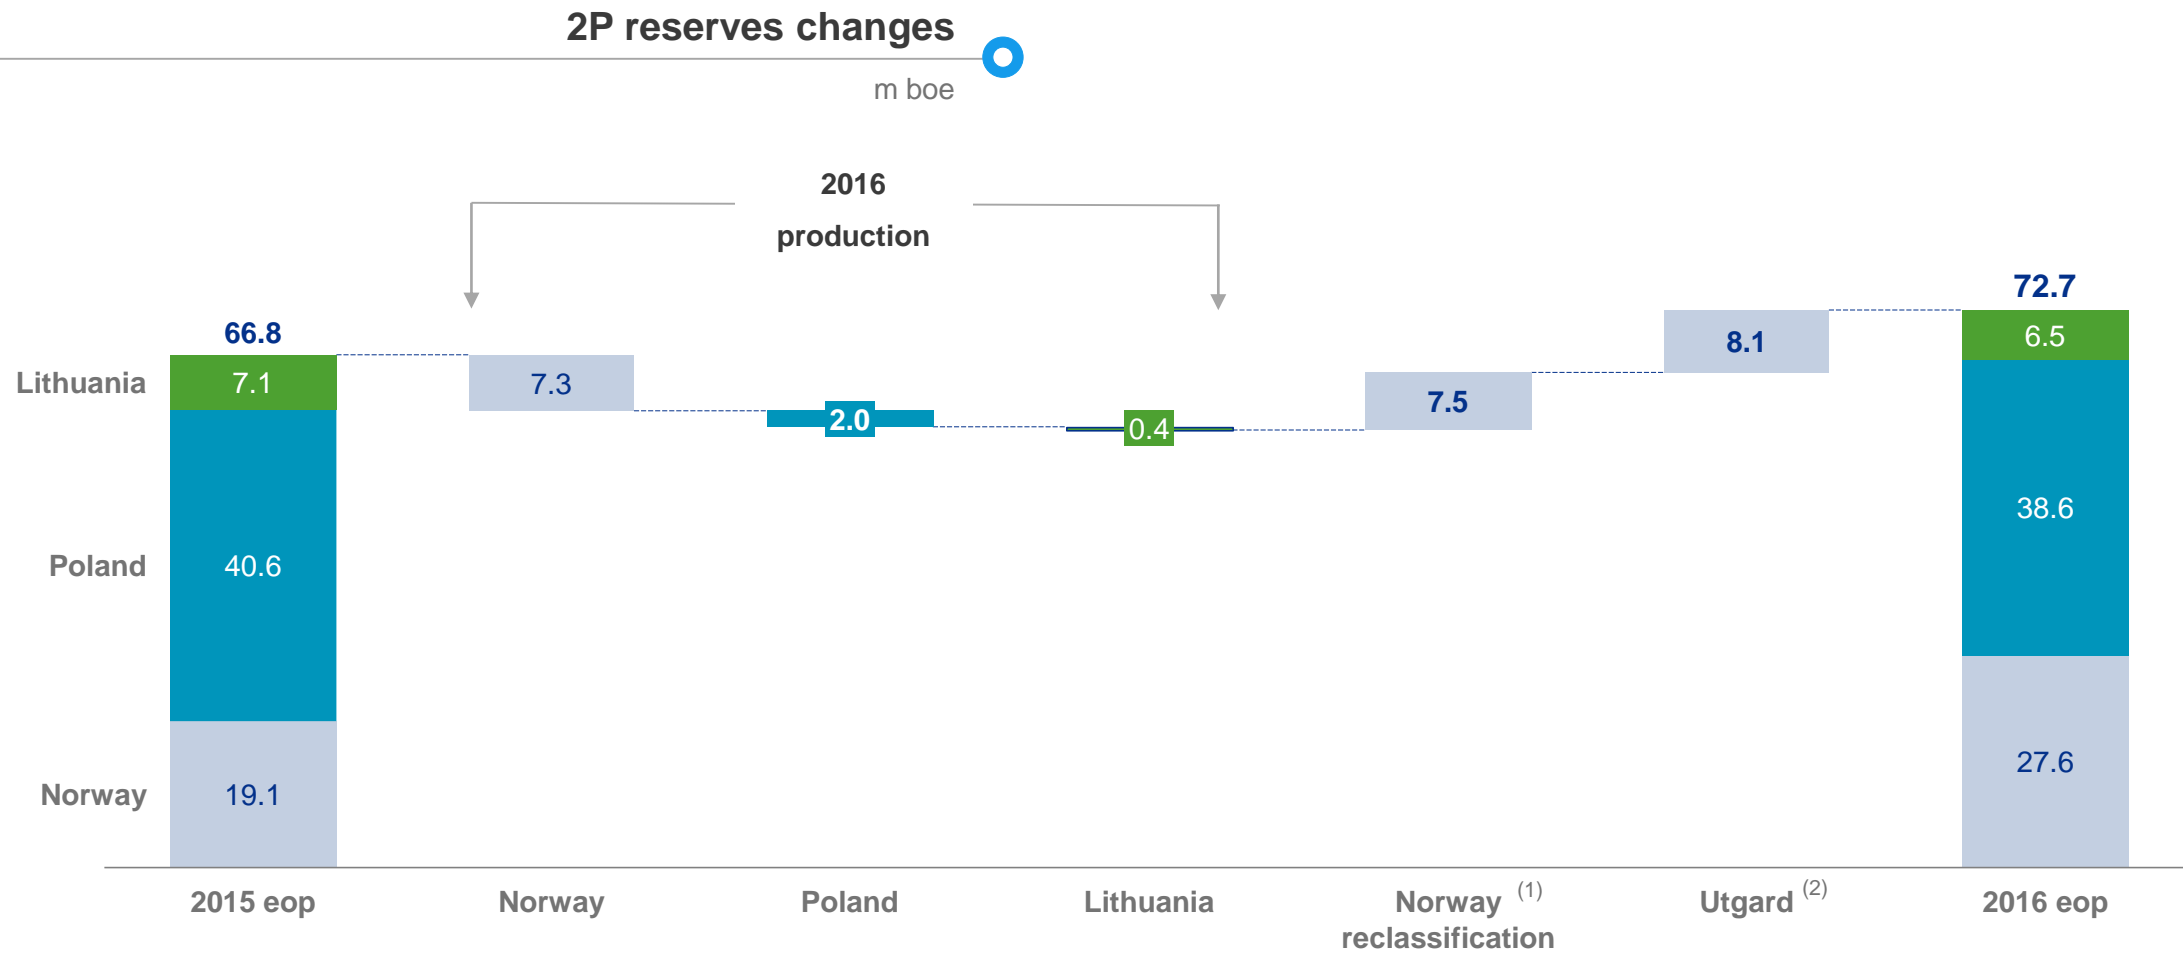 2P reserves changes
m boe
2016
production
66.8
72.7
Lithuania
7.1
7.3
2.0
0.4
7.5
8.1
6.5
Poland
40.6
38.6
Norway
19.1
27.6
2015 eop
Norway
Poland
Lithuania
Norway (1)
reclassification
Utgard (2)
2016 eop